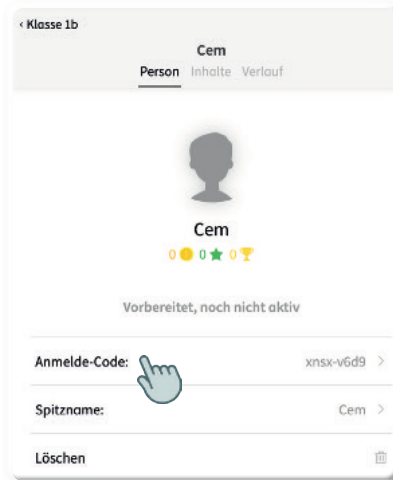 ‹ Klasse 1b
Cem
Person Inhalte Verlauf
Cem
0 0 0
Vorbereitet, noch nicht aktiv
Anmelde-Code: xnsx-v6d9 >
Spitzname: Cem >
Löschen